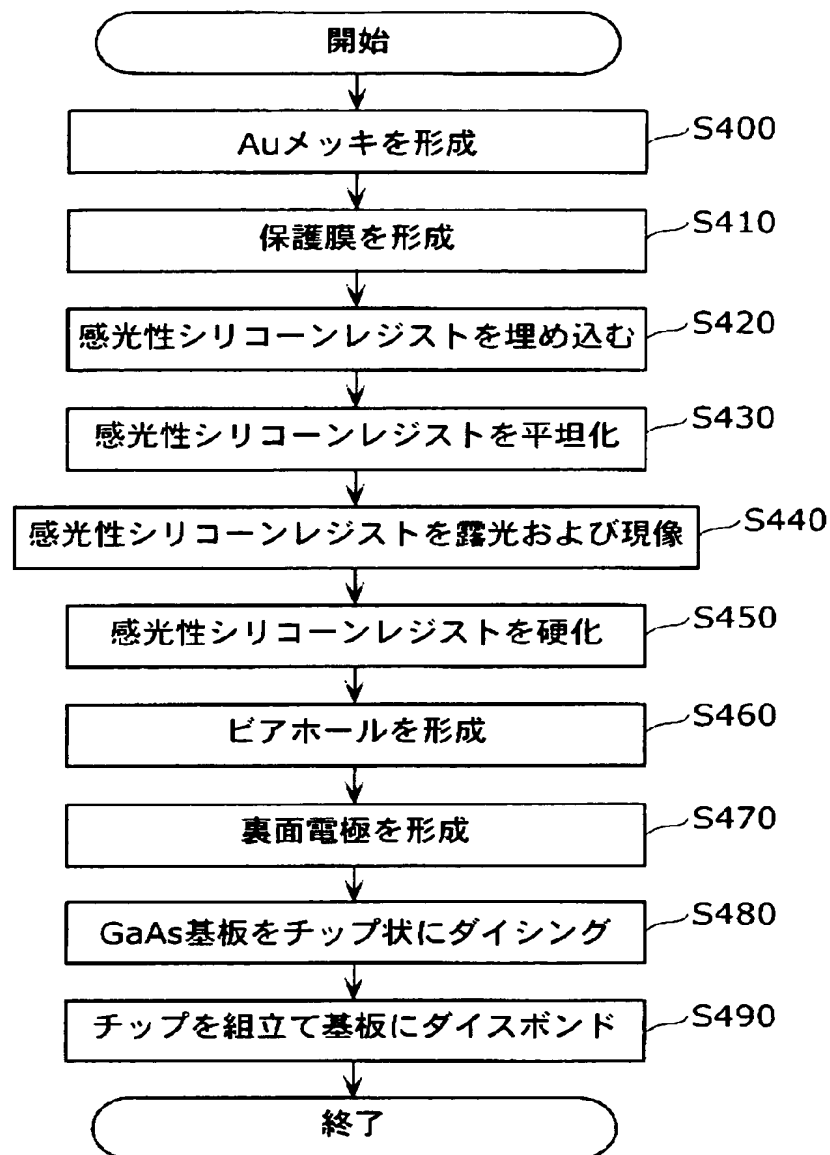 開始
Auメッキを形成
S400
保護膜を形成
S410
感光性シリコーンレジストを埋め込む
S420
感光性シリコーンレジストを平坦化
S430
感光性シリコーンレジストを露光および現像
S440
感光性シリコーンレジストを硬化
S450
ビアホールを形成
S460
裏面電極を形成
S470
GaAs基板をチップ状にダイシング
S480
チップを組立て基板にダイスボンド
S490
終了